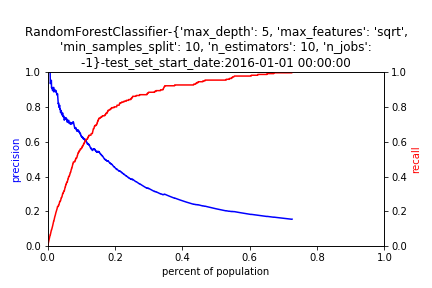 RandomForestClassifier-{'max_depth': 5, 'max_features': 'sqrt',
'min_samples_split': 10, 'n_estimators': 10, 'n_jobs':
-1}-test_set_start_date:2016-01-01 00:00:00
1.0 1.0
0.8 0.8
0.6 0.6
precision recall
0.4 0.4
0.2 0.2
0.0 0.0
0.0 0.2 0.4 0.6 0.8 1.0
percent of population